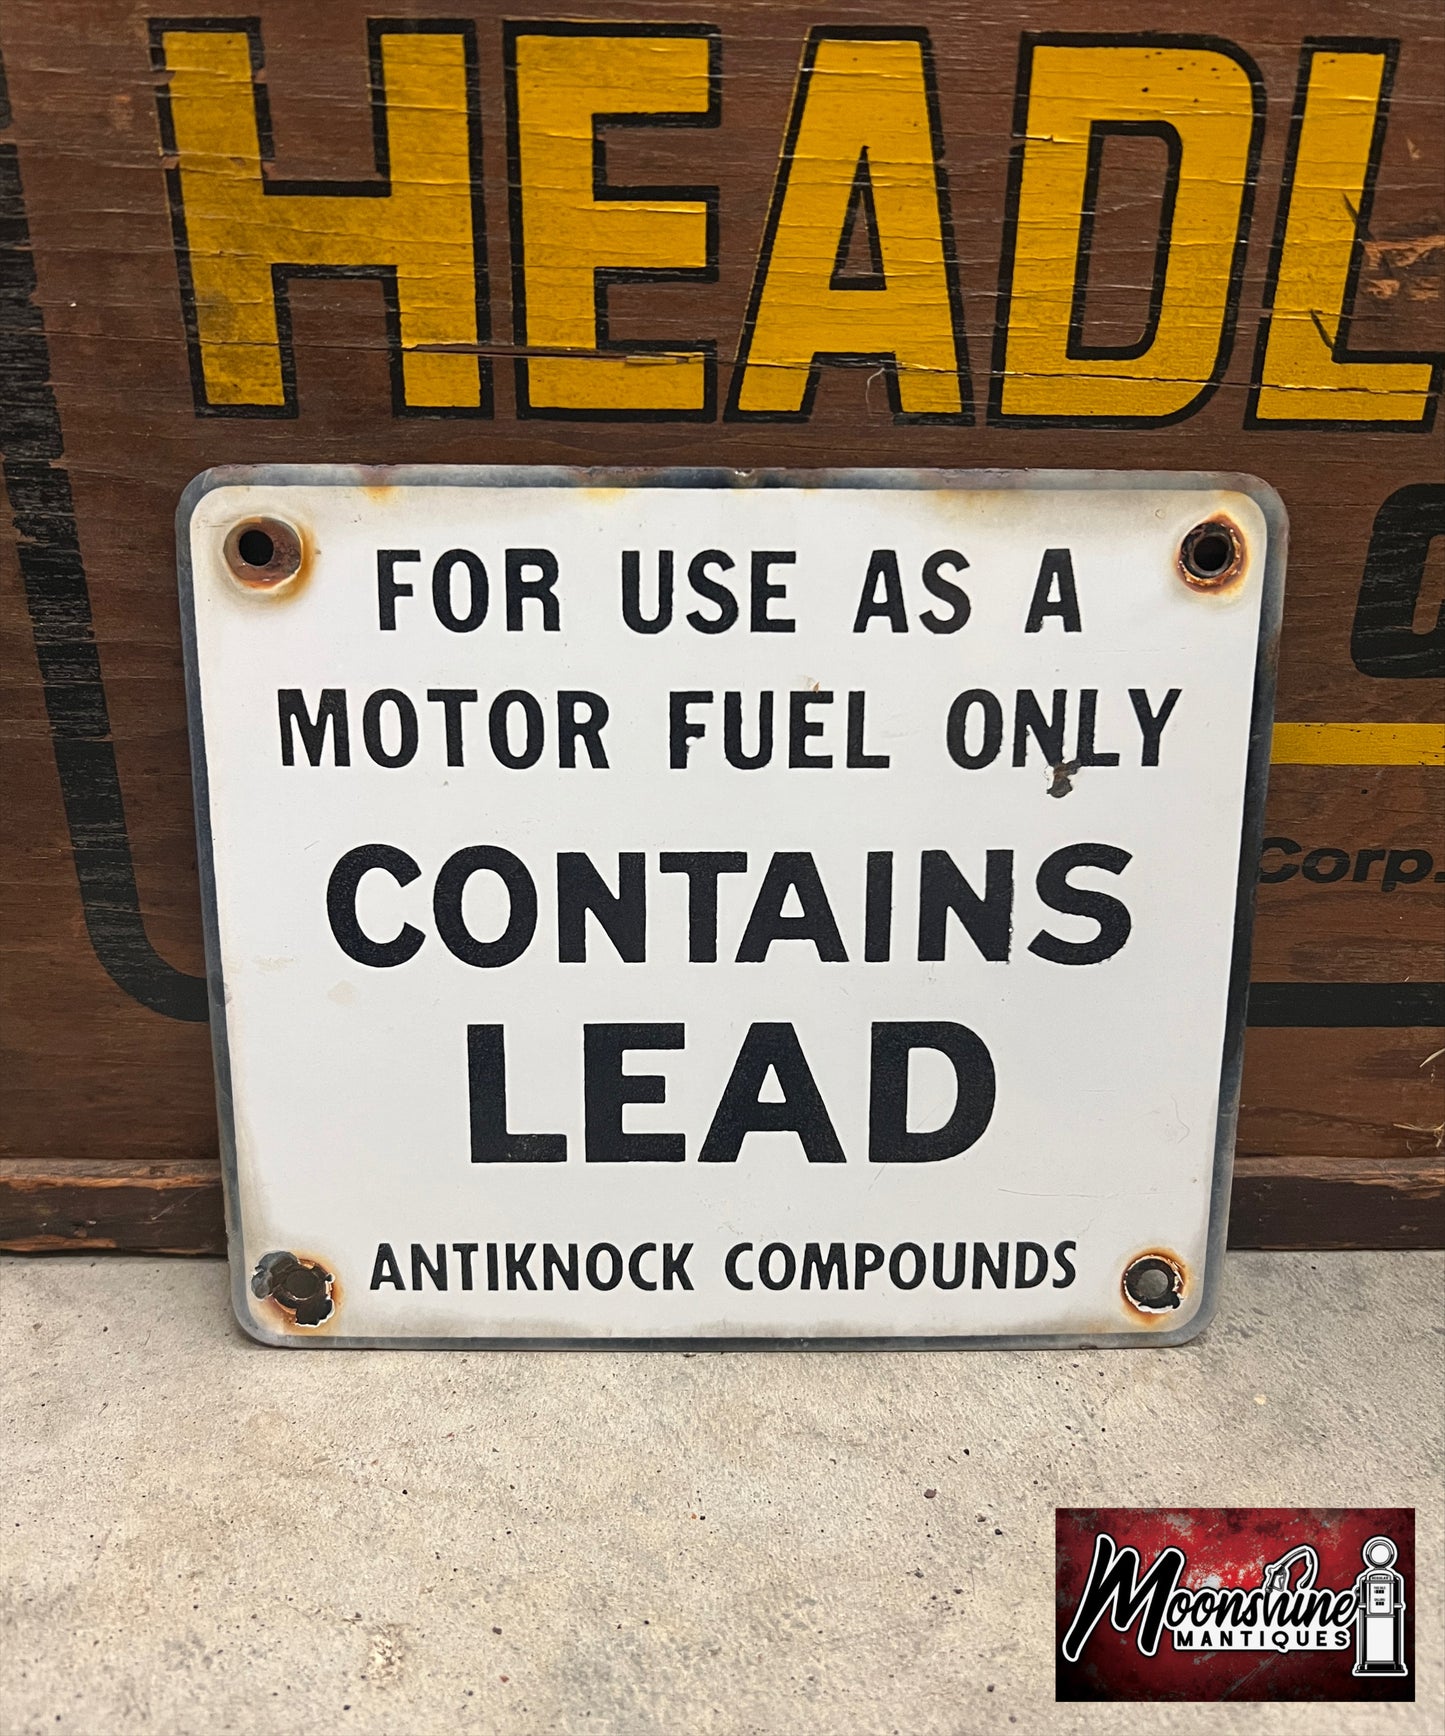 HEADL
Corp.
FOR USE AS A
MOTOR FUEL ONLY
CONTAINS
LEAD
ANTIKNOCK COMPOUNDS
Moonshine
MANTIQUES